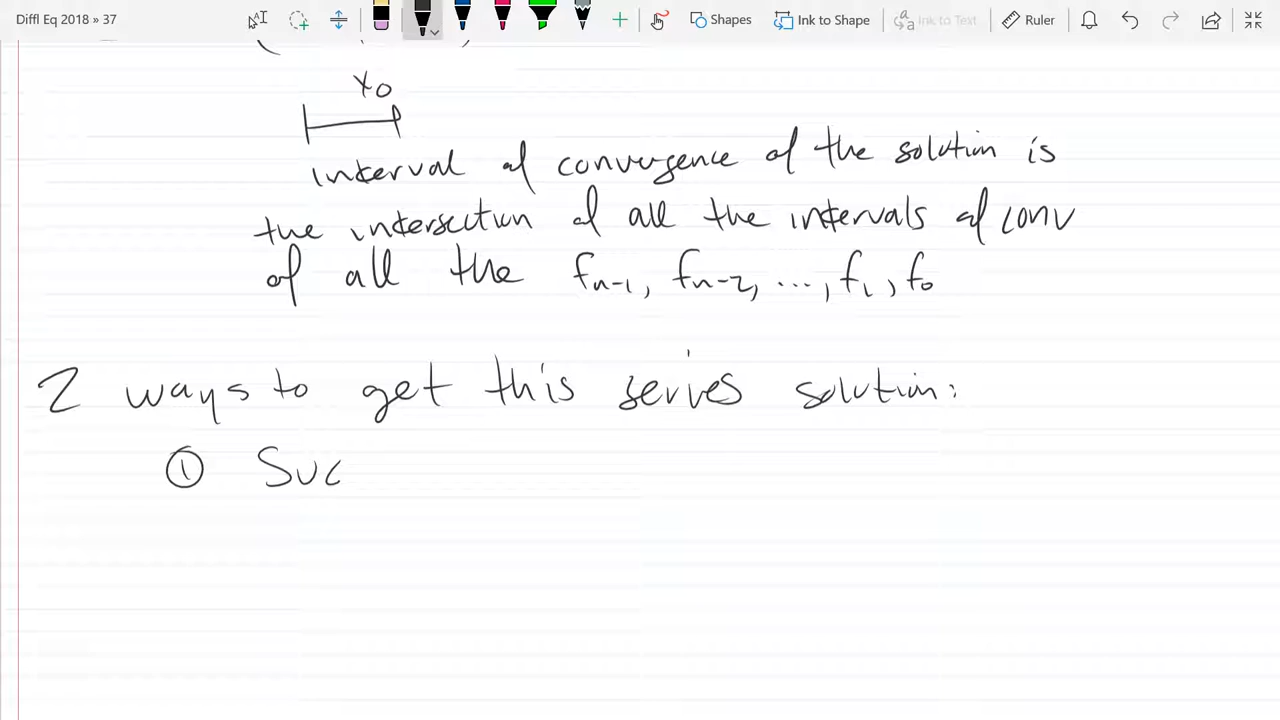 Diffl Eq 2018 » 37
Shapes
Ink to Shape
Ink to Text
Ruler
x0
interval of convergence of the solution is
the intersection of all the intervals of conv
of all the fn-1, fn-2, ..., f1, f0
2 ways to get this series solution:
① Suc